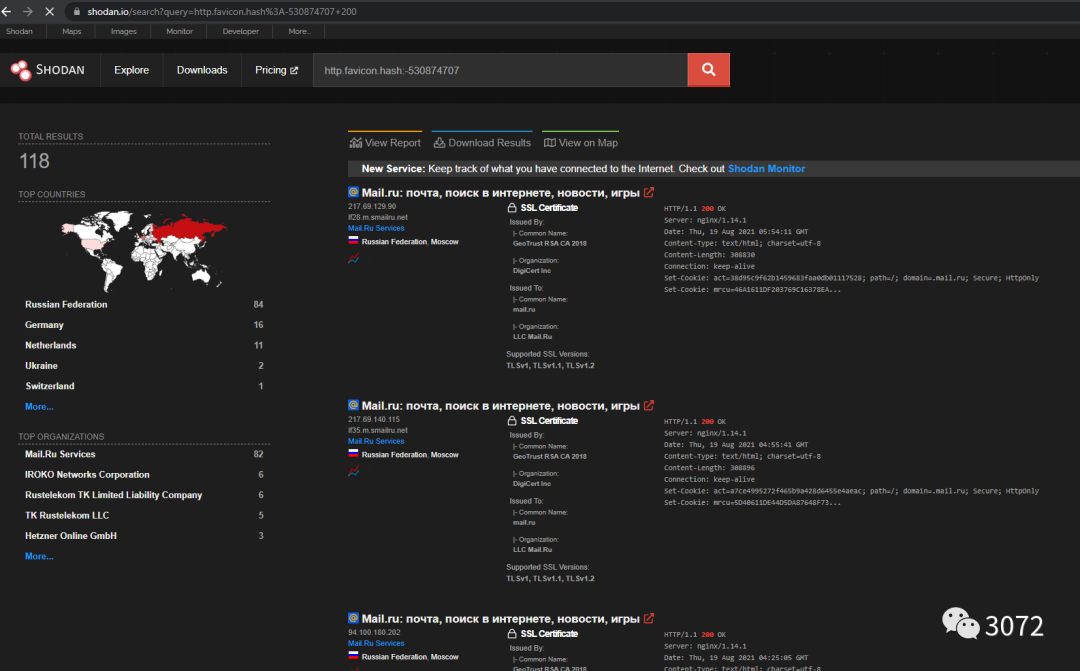 shodan.io/search?query=http.favicon.hash%3A-530874707+200
Shodan Maps Images Monitor Developer More...
SHODAN Explore Downloads Pricing http.favicon.hash:-530874707
TOTAL RESULTS
118
TOP COUNTRIES
Russian Federation 84
Germany 16
Netherlands 11
Ukraine 2
Switzerland 1
More...
TOP ORGANIZATIONS
Mail.Ru Services 82
IROKO Networks Corporation 6
Rustelekom TK Limited Liability Company 6
TK Rustelekom LLC 5
Hetzner Online GmbH 3
More...
View Report Download Results View on Map
New Service: Keep track of what you have connected to the Internet. Check out Shodan Monitor
Mail.ru: почта, поиск в интернете, новости, игры
217.69.129.90
lf28.m.smailru.net
Mail.Ru Services
Russian Federation, Moscow
SSL Certificate
Issued By:
|- Common Name:
GeoTrust RSA CA 2018
|- Organization:
DigiCert Inc
Issued To:
|- Common Name:
mail.ru
|- Organization:
LLC Mail.Ru
Supported SSL Versions:
TLSv1, TLSv1.1, TLSv1.2
HTTP/1.1 200 OK
Server: nginx/1.14.1
Date: Thu, 19 Aug 2021 05:54:11 GMT
Content-Type: text/html; charset=utf-8
Content-Length: 308830
Connection: keep-alive
Set-Cookie: act=38d95c9f62b1459683faa0db01117528; path=/; domain=.mail.ru; Secure; HttpOnly
Set-Cookie: mrcu=46A1611DF203769C16378EA...
Mail.ru: почта, поиск в интернете, новости, игры
217.69.140.115
lf35.m.smailru.net
Mail.Ru Services
Russian Federation, Moscow
SSL Certificate
Issued By:
|- Common Name:
GeoTrust RSA CA 2018
|- Organization:
DigiCert Inc
Issued To:
|- Common Name:
mail.ru
|- Organization:
LLC Mail.Ru
Supported SSL Versions:
TLSv1, TLSv1.1, TLSv1.2
HTTP/1.1 200 OK
Server: nginx/1.14.1
Date: Thu, 19 Aug 2021 04:55:41 GMT
Content-Type: text/html; charset=utf-8
Content-Length: 308896
Connection: keep-alive
Set-Cookie: act=a7ce4995272f465b9a428d6455e4aeac; path=/; domain=.mail.ru; Secure; HttpOnly
Set-Cookie: mrcu=5D40611DE44D5DA87648F73...
Mail.ru: почта, поиск в интернете, новости, игры
94.100.180.202
Mail.Ru Services
Russian Federation, Moscow
SSL Certificate
Issued By:
|- Common Name:
GeoTrust RSA CA 2018
HTTP/1.1 200 OK
Server: nginx/1.14.1
Date: Thu, 19 Aug 2021 04:25:05 GMT
Content-Type: text/html; charset=utf-8
3072